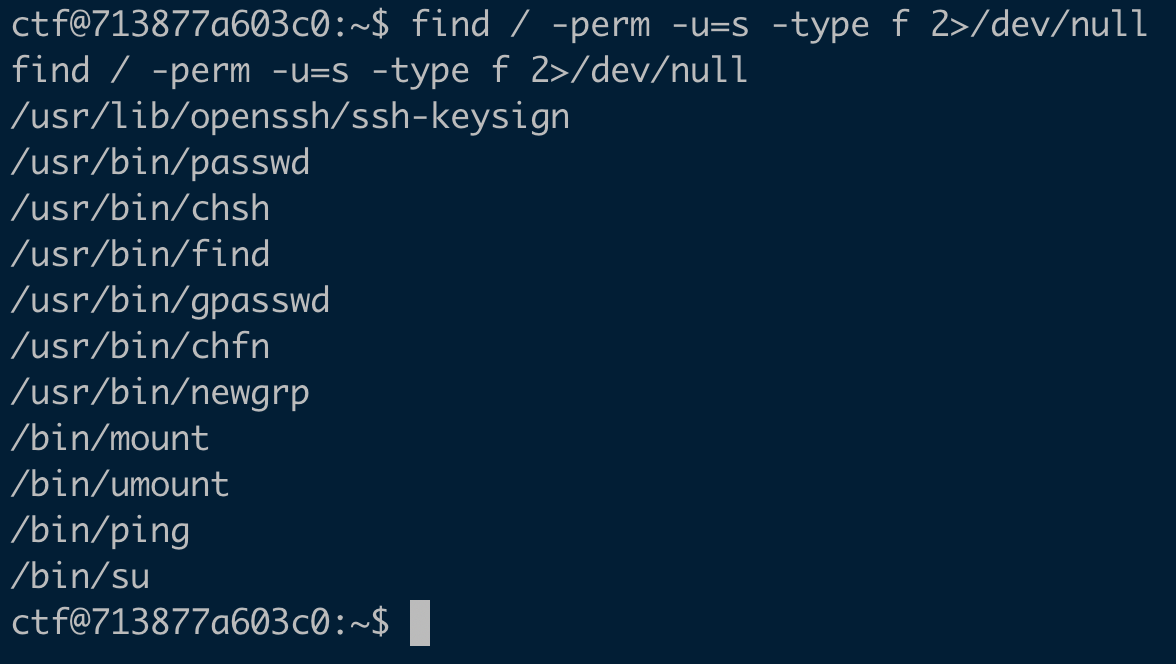 ctf@713877a603c0:~$ find / -perm -u=s -type f 2>/dev/null
find / -perm -u=s -type f 2>/dev/null
/usr/lib/openssh/ssh-keysign
/usr/bin/passwd
/usr/bin/chsh
/usr/bin/find
/usr/bin/gpasswd
/usr/bin/chfn
/usr/bin/newgrp
/bin/mount
/bin/umount
/bin/ping
/bin/su
ctf@713877a603c0:~$